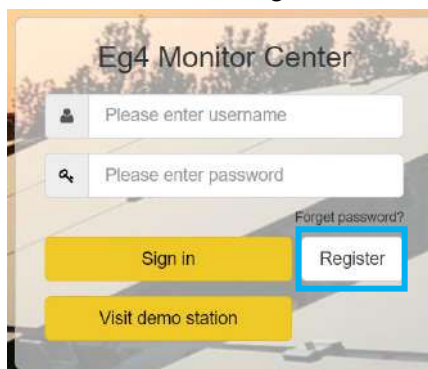 Eg4 Monitor Center
Please enter username
Please enter password
Forget password?
Sign in
Register
Visit demo station